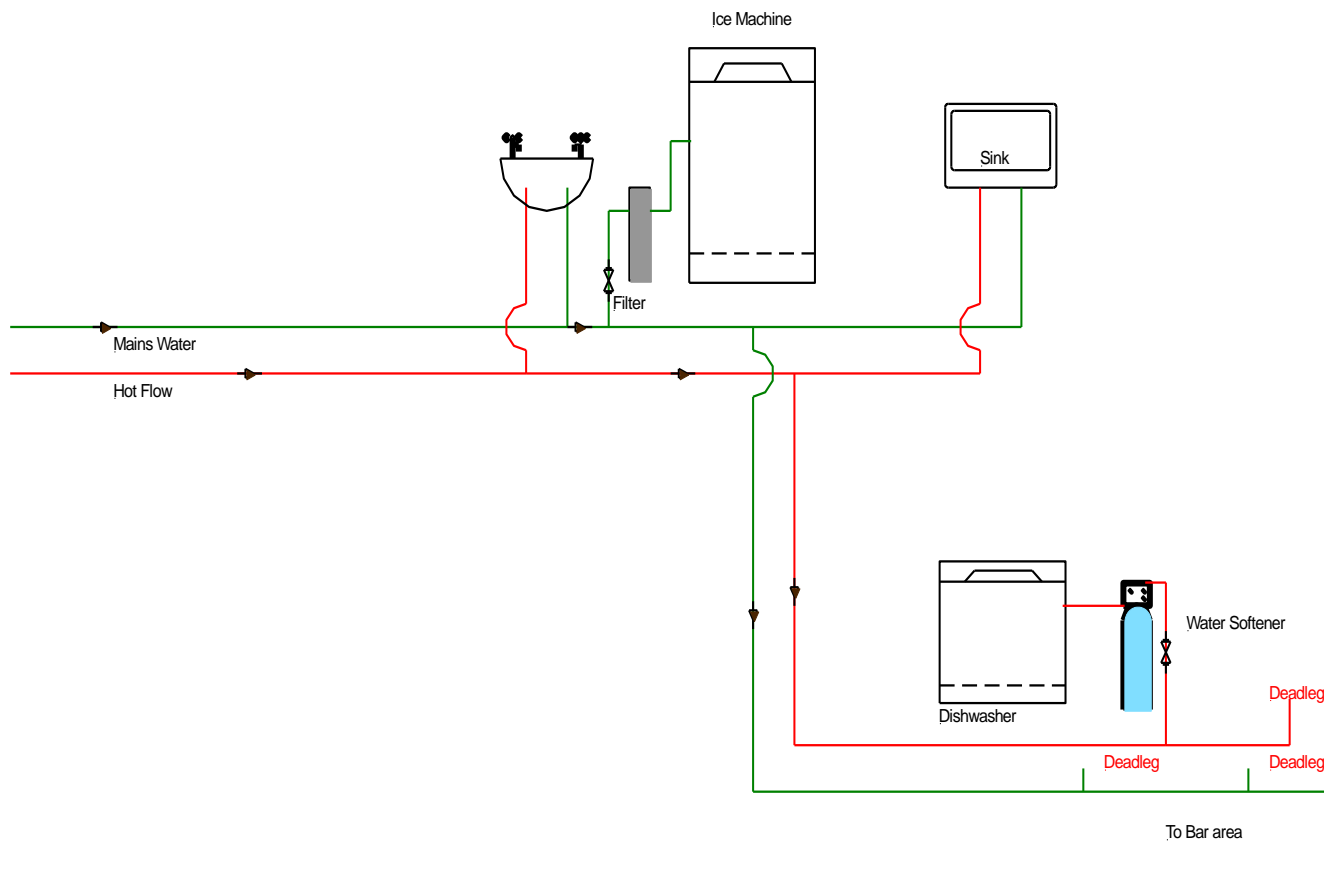 Ice Machine
Sink
Filter
Mains Water
Hot Flow
Water Softener
Deadleg
Dishwasher
Deadleg
Deadleg
To Bar area